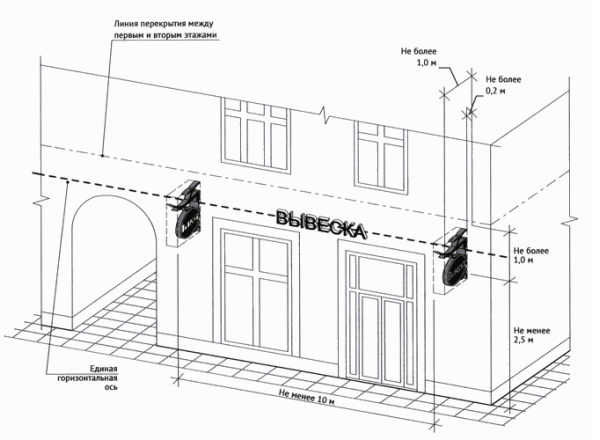 Линия перекрытия между
первым и вторым этажами
Не более
1,0 м
Не более
0,2 м
ВЫВЕСКА
Не более
1,0 м
Не менее
2,5 м
Единая
горизонтальная
ось
Не менее 10 м